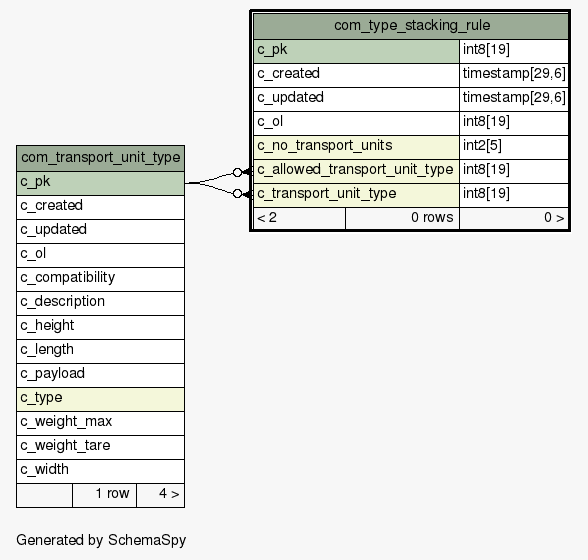 com_type_stacking_rule
c_pk int8[19]
c_created timestamp[29,6]
c_updated timestamp[29,6]
c_ol int8[19]
c_no_transport_units int2[5]
c_allowed_transport_unit_type int8[19]
c_transport_unit_type int8[19]
< 2 0 rows 0 >
com_transport_unit_type
c_pk
c_created
c_updated
c_ol
c_compatibility
c_description
c_height
c_length
c_payload
c_type
c_weight_max
c_weight_tare
c_width
1 row 4 >
Generated by SchemaSpy